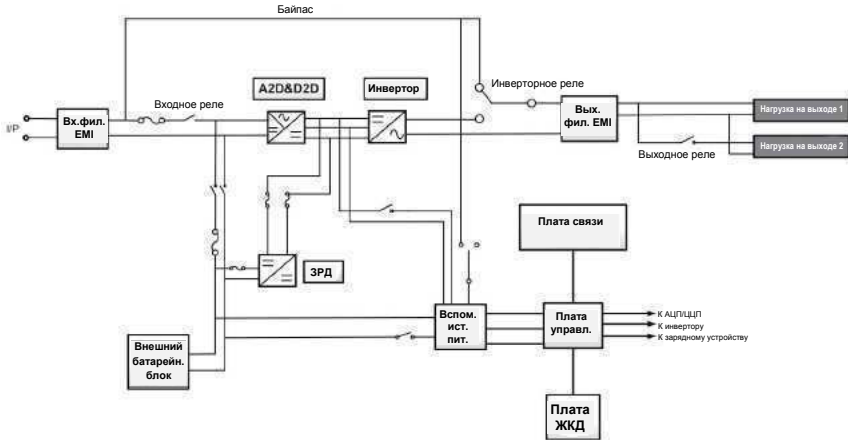 Байпас
A2D&D2D
Инвертор
Инверторное реле
Входное реле
I/P
Вх.фил.
EMI
Вых.
фил. EMI
Нагрузка на выходе 1
Нагрузка на выходе 2
Выходное реле
Плата связи
ЗРД
Вспом.
ист.
пит.
Плата
управл.
К АЦП/ЦЦП
К инвертору
К зарядному устройству
Внешний
батарейн.
блок
Плата
ЖКД